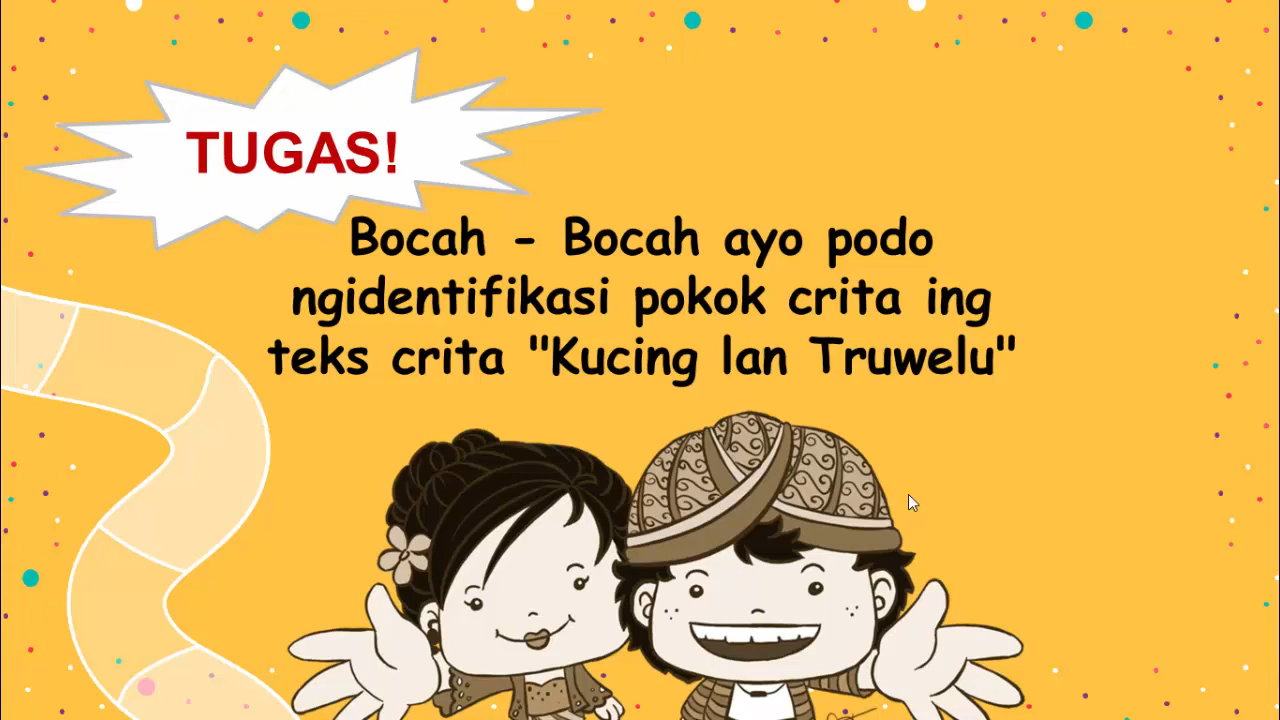 TUGAS!
Bocah - Bocah ayo podo
ngidentifikasi pokok crita ing
teks crita "Kucing lan Truwelu"